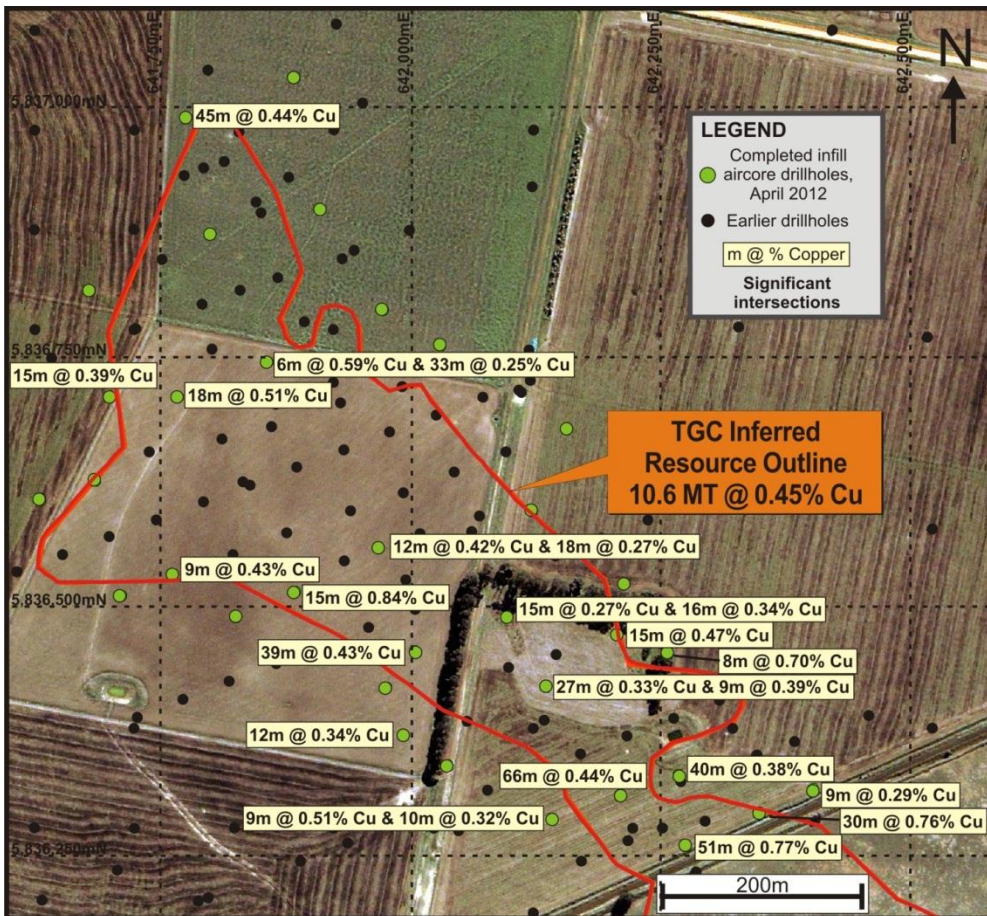 641,750mE
642,000mE
642,250mE
642,500mE
N
5,837,000mN
45m @ 0.44% Cu
LEGEND
Completed infill
aircore drillholes,
April 2012
Earlier drillholes
m @ % Copper
Significant
intersections
5,836,750mN
6m @ 0.59% Cu & 33m @ 0.25% Cu
15m @ 0.39% Cu
18m @ 0.51% Cu
TGC Inferred
Resource Outline
10.6 MT @ 0.45% Cu
12m @ 0.42% Cu & 18m @ 0.27% Cu
9m @ 0.43% Cu
15m @ 0.84% Cu
5,836,500mN
15m @ 0.27% Cu & 16m @ 0.34% Cu
15m @ 0.47% Cu
39m @ 0.43% Cu
8m @ 0.70% Cu
27m @ 0.33% Cu & 9m @ 0.39% Cu
12m @ 0.34% Cu
66m @ 0.44% Cu
40m @ 0.38% Cu
9m @ 0.29% Cu
9m @ 0.51% Cu & 10m @ 0.32% Cu
30m @ 0.76% Cu
51m @ 0.77% Cu
5,836,250mN
200m